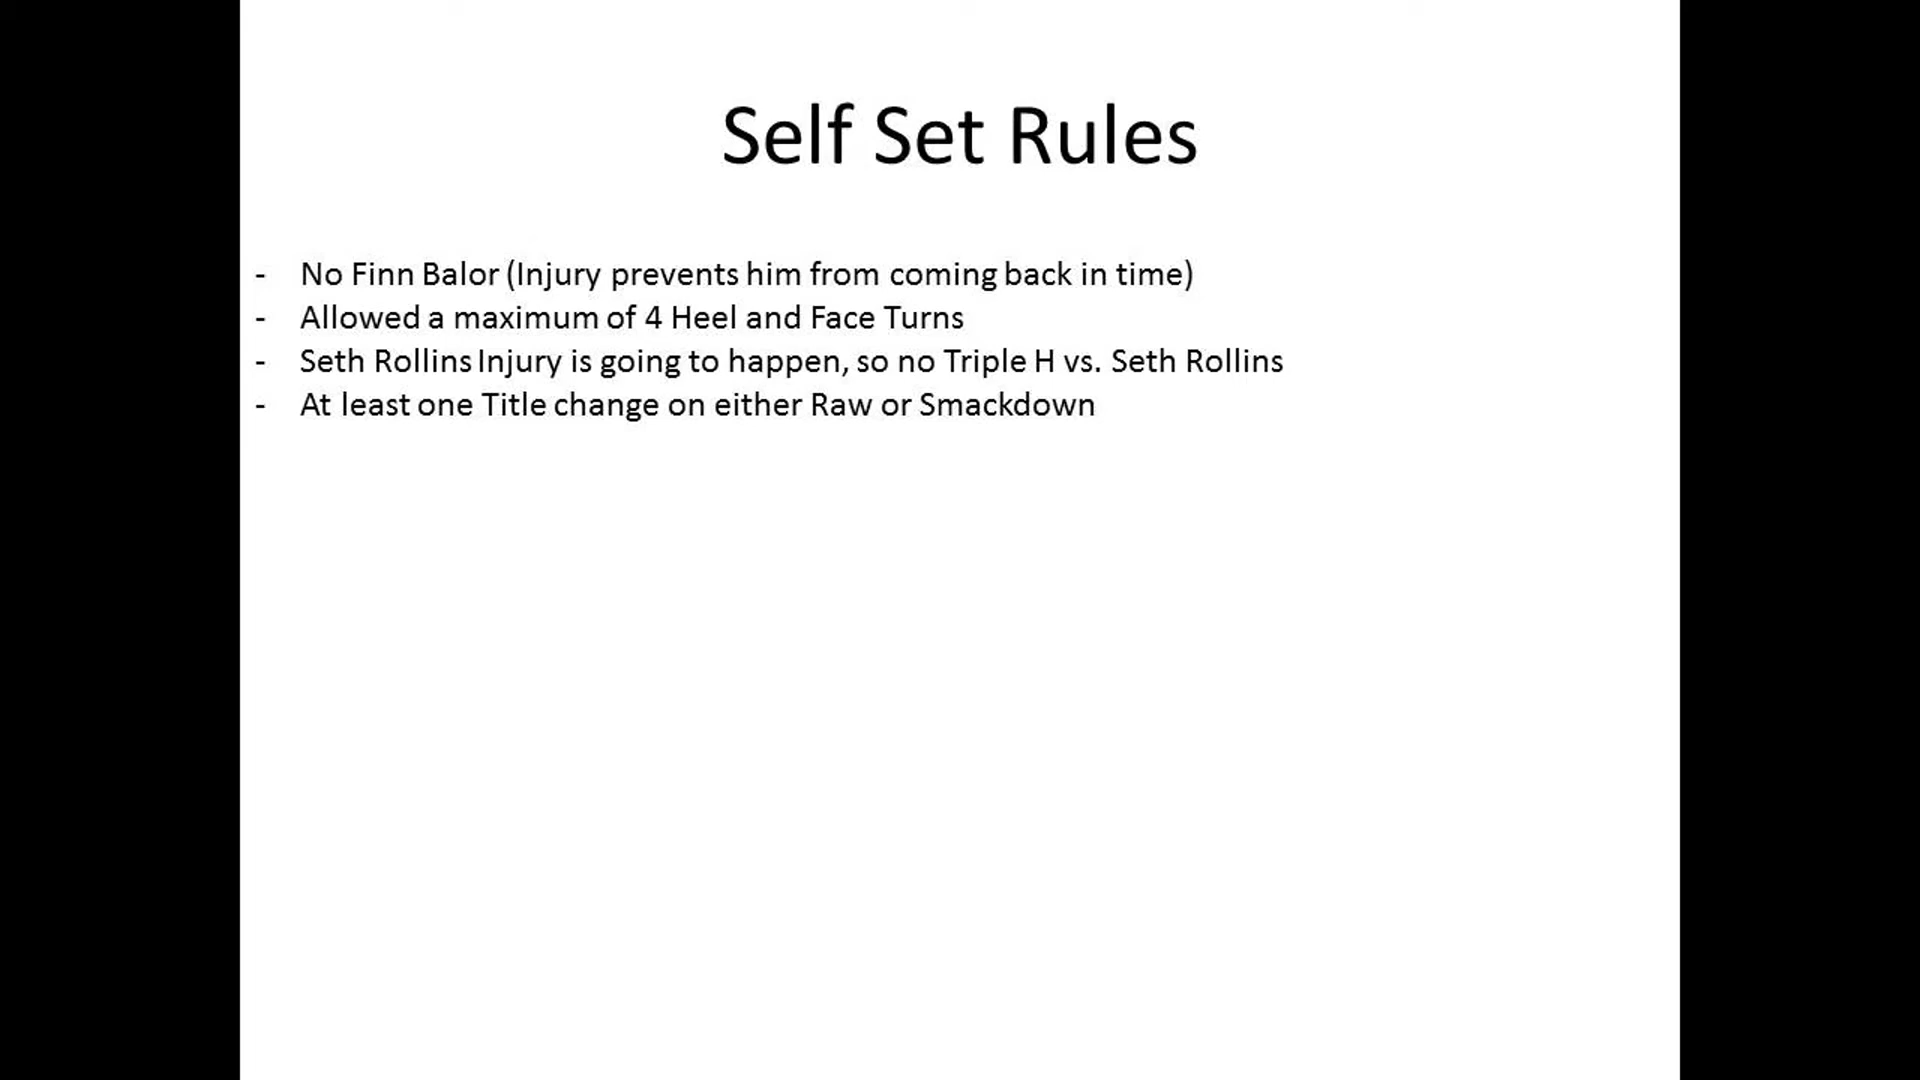 Self Set Rules
- No Finn Balor (Injury prevents him from coming back in time)
- Allowed a maximum of 4 Heel and Face Turns
- Seth Rollins Injury is going to happen, so no Triple H vs. Seth Rollins
- At least one Title change on either Raw or Smackdown